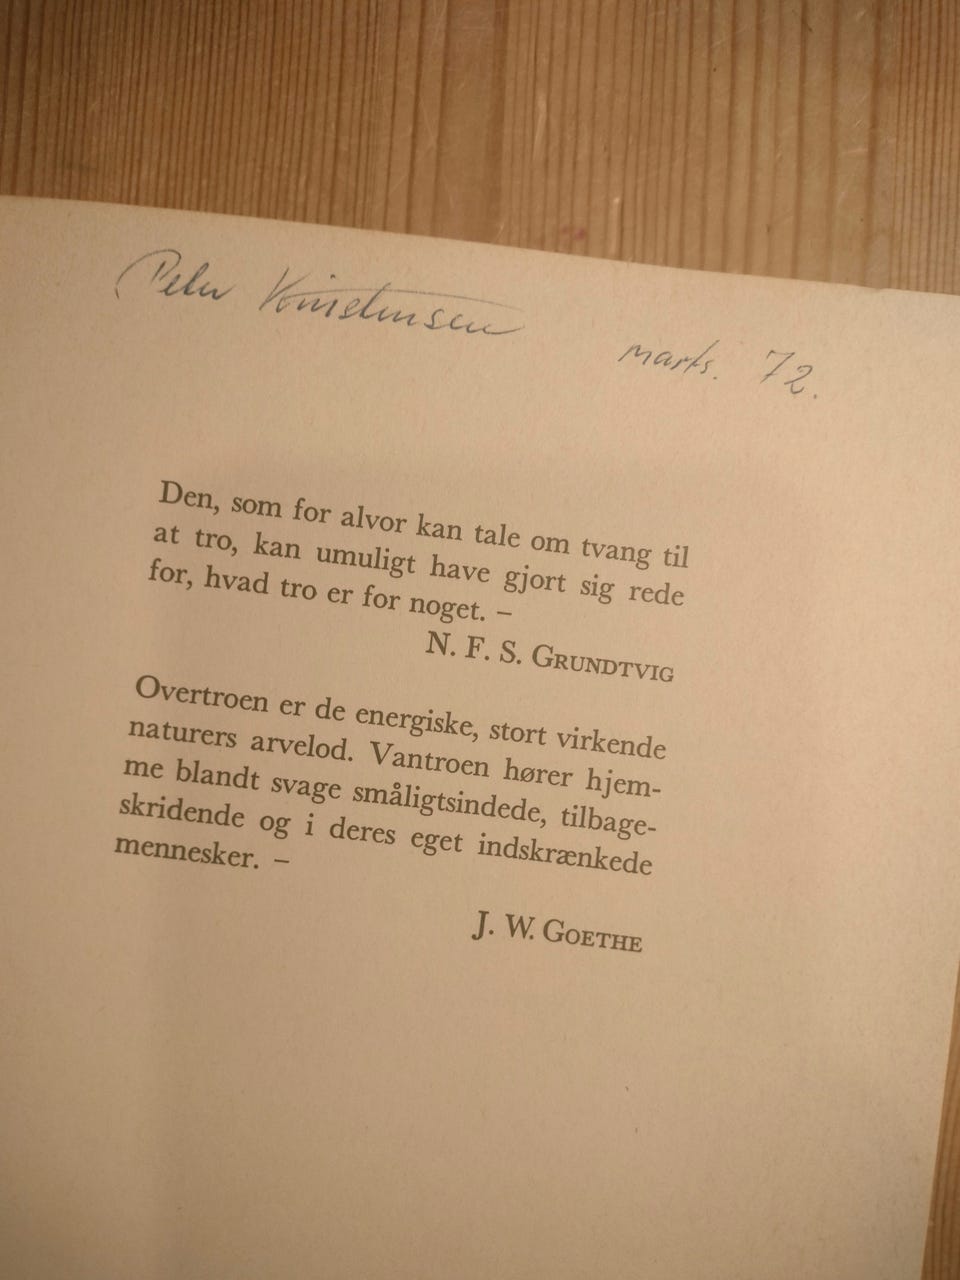 Peter Kristensen
marts. 72.
Den, som for alvor kan tale om tvang til
at tro, kan umuligt have gjort sig rede
for, hvad tro er for noget. –
N. F. S. GRUNDTVIG
Overtroen er de energiske, stort virkende
naturers arvelod. Vantroen hører hjem-
me blandt svage småligtsindede, tilbage-
skridende og i deres eget indskrænkede
mennesker. –
J. W. GOETHE